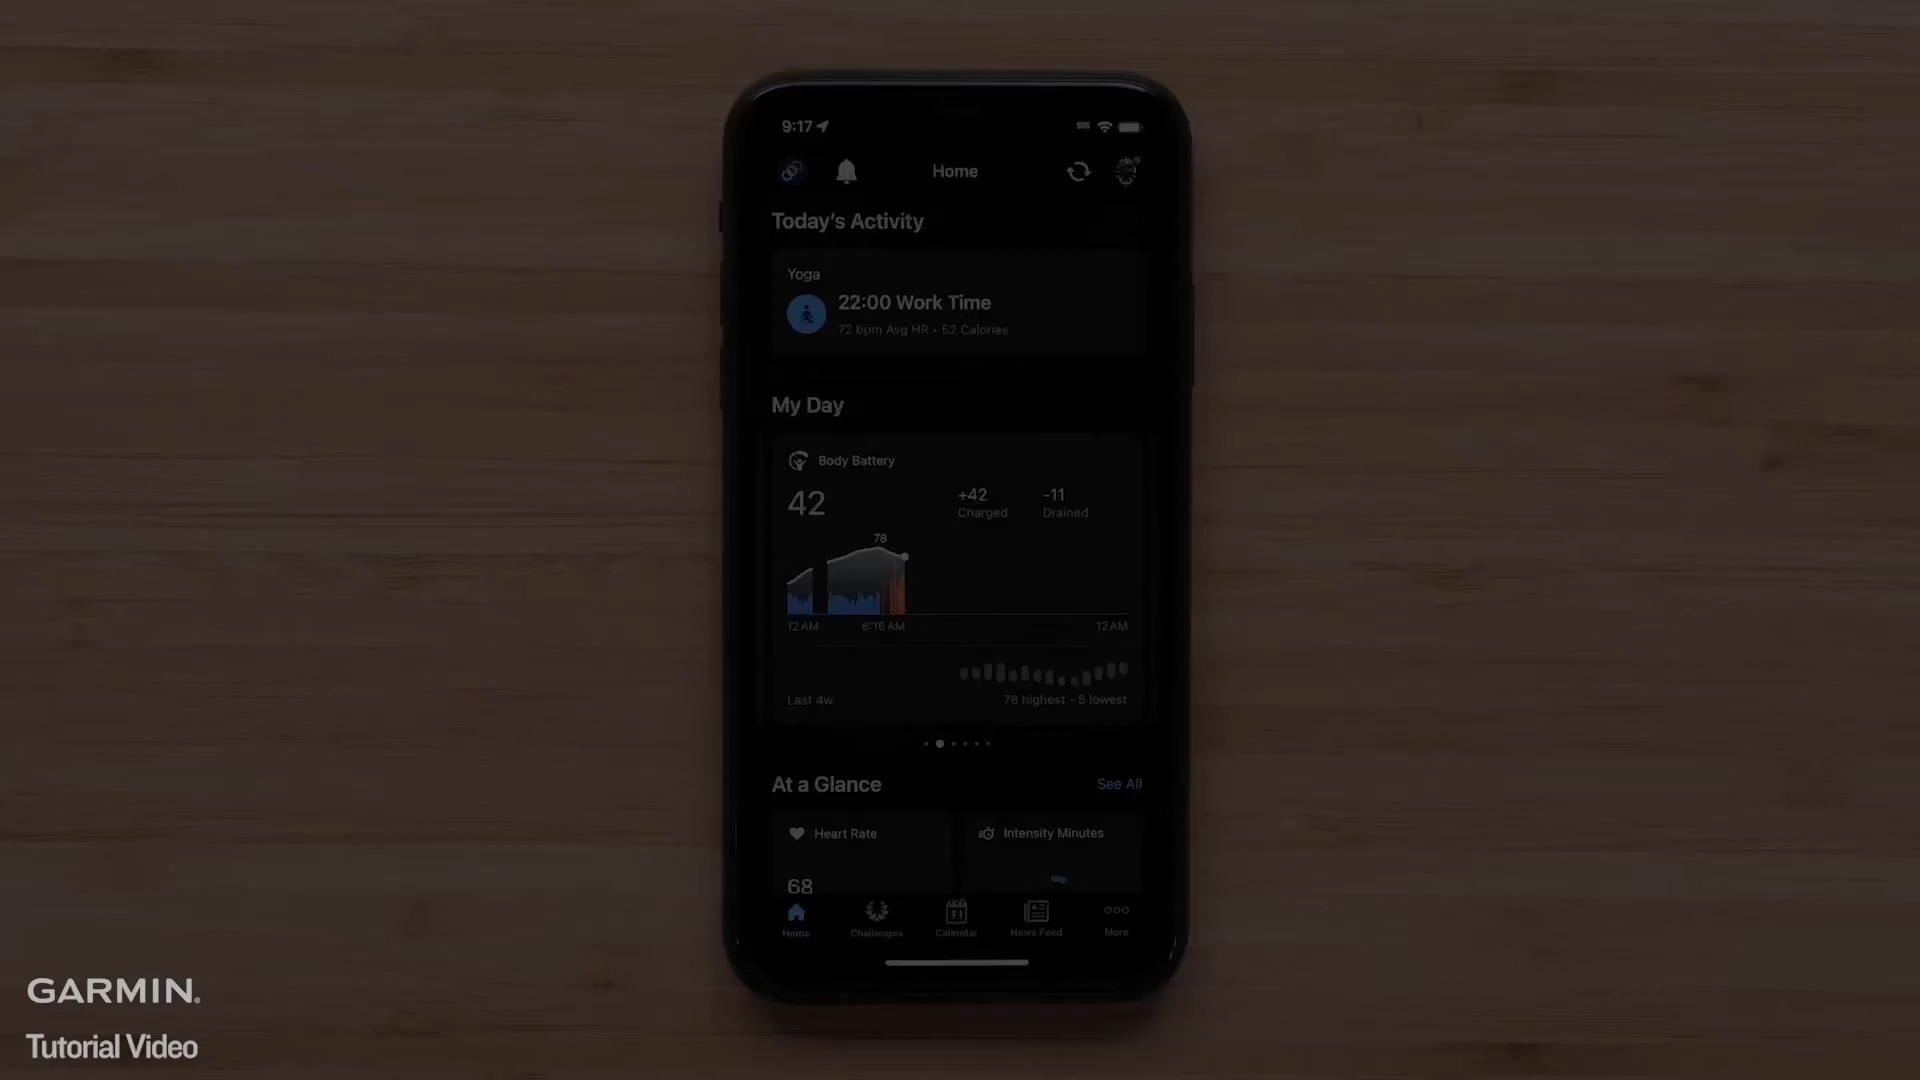 9:17
SOS
Home
Today's Activity
Yoga
22:00 Work Time
72 bpm Avg HR • 52 Calories
My Day
Body Battery
42
+42
Charged
-11
Drained
78
12 AM
6:16 AM
12 AM
Last 4w
78 highest - 5 lowest
At a Glance
See All
Heart Rate
68
Intensity Minutes
31
Home
Challenges
Calendar
News Feed
More
GARMIN.
Tutorial Video